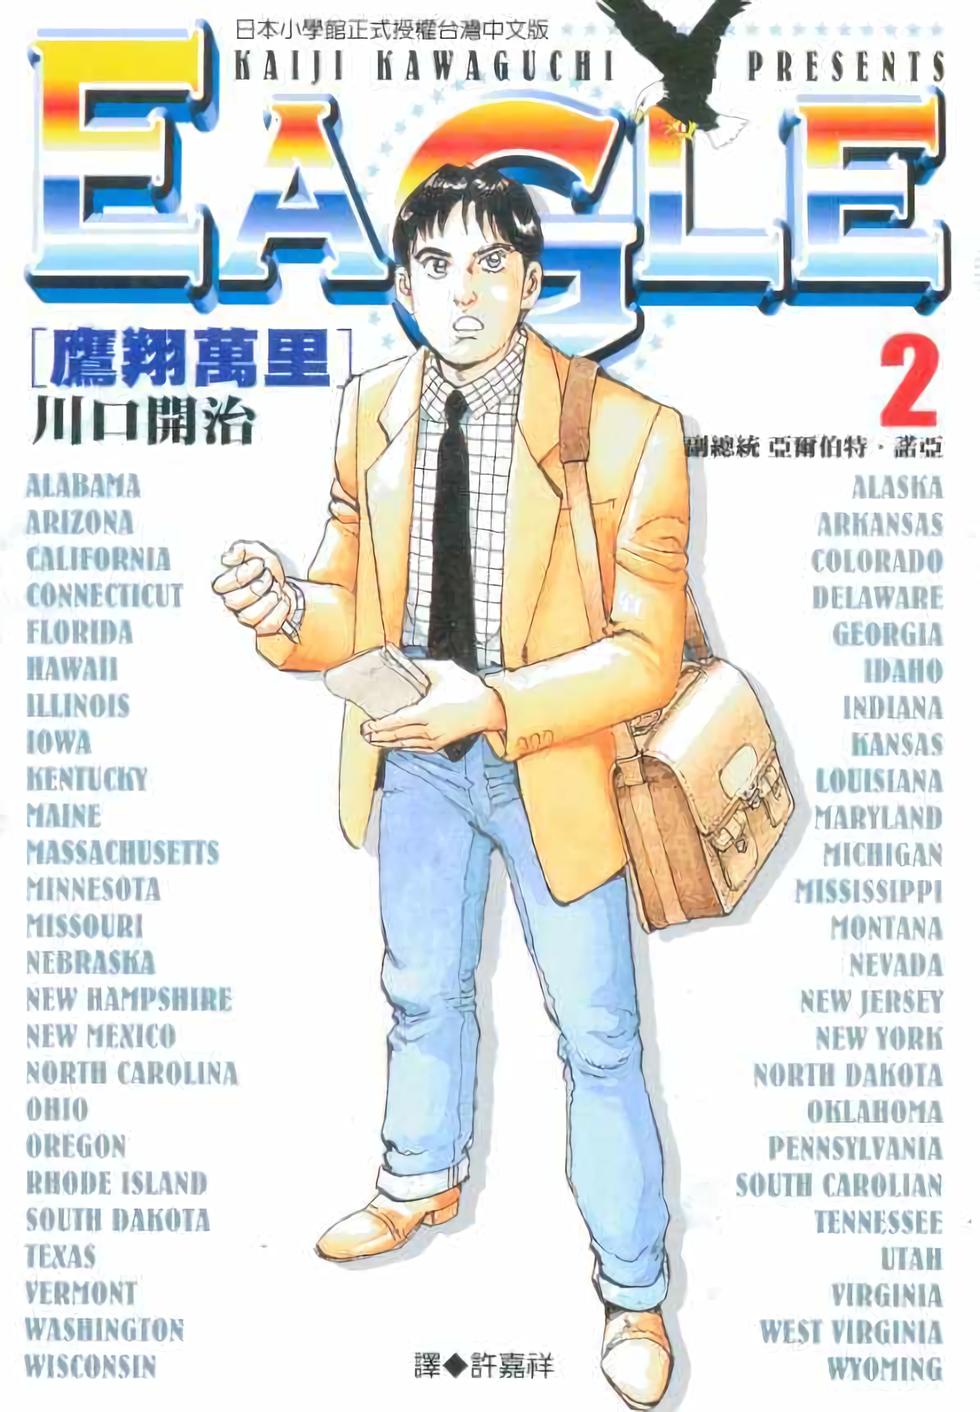 日本小學館正式授權台灣中文版
KAIJI KAWAGUCHI PRESENTS
EAGLE
[鷹翔萬里]
川口開治
2
副總統 亞爾伯特・諾亞
ALABAMA
ARIZONA
CALIFORNIA
CONNECTICUT
FLORIDA
HAWAII
ILLINOIS
IOWA
KENTUCKY
MAINE
MASSACHUSETTS
MINNESOTA
MISSOURI
NEBRASKA
NEW HAMPSHIRE
NEW MEXICO
NORTH CAROLINA
OHIO
OREGON
RHODE ISLAND
SOUTH DAKOTA
TEXAS
VERMONT
WASHINGTON
WISCONSIN
ALASKA
ARKANSAS
COLORADO
DELAWARE
GEORGIA
IDAHO
INDIANA
KANSAS
LOUISIANA
MARYLAND
MICHIGAN
MISSISSIPPI
MONTANA
NEVADA
NEW JERSEY
NEW YORK
NORTH DAKOTA
OKLAHOMA
PENNSYLVANIA
SOUTH CAROLIAN
TENNESSEE
UTAH
VIRGINIA
WEST VIRGINIA
WYOMING
譯◆許嘉祥